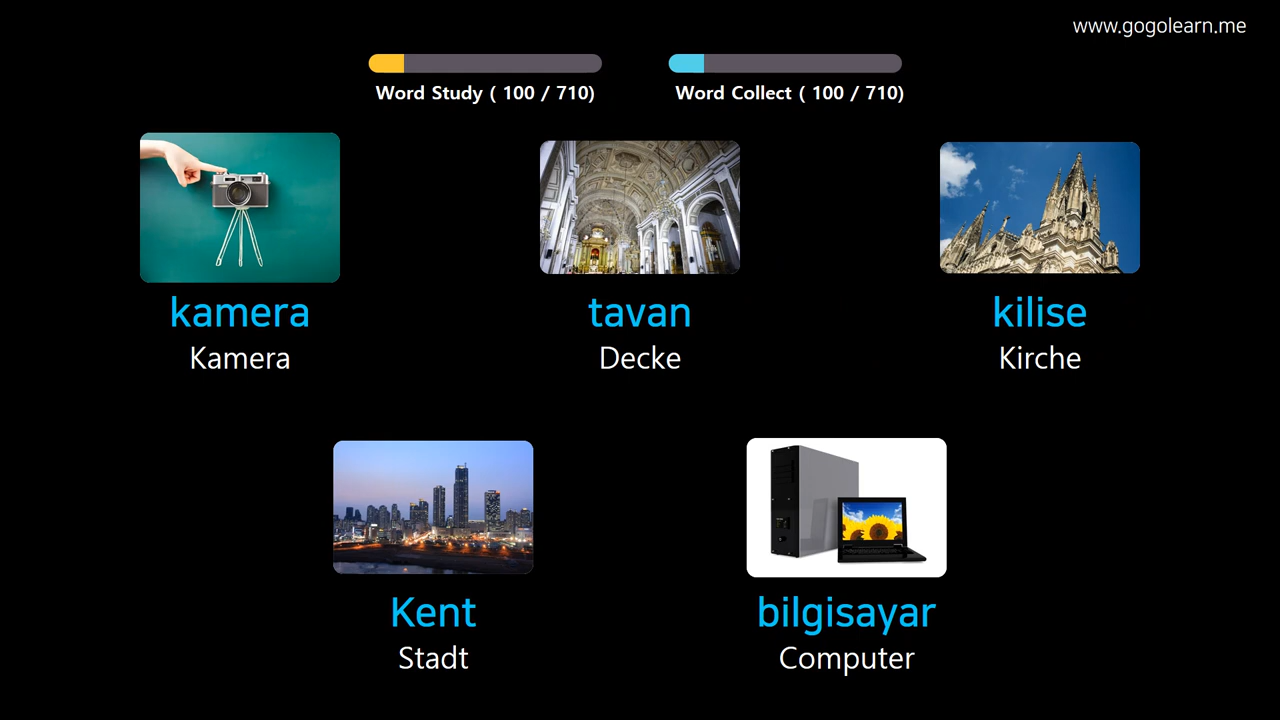 www.gogolearn.me
Word Study ( 100 / 710)
Word Collect ( 100 / 710)
kamera
Kamera
tavan
Decke
kilise
Kirche
Kent
Stadt
bilgisayar
Computer